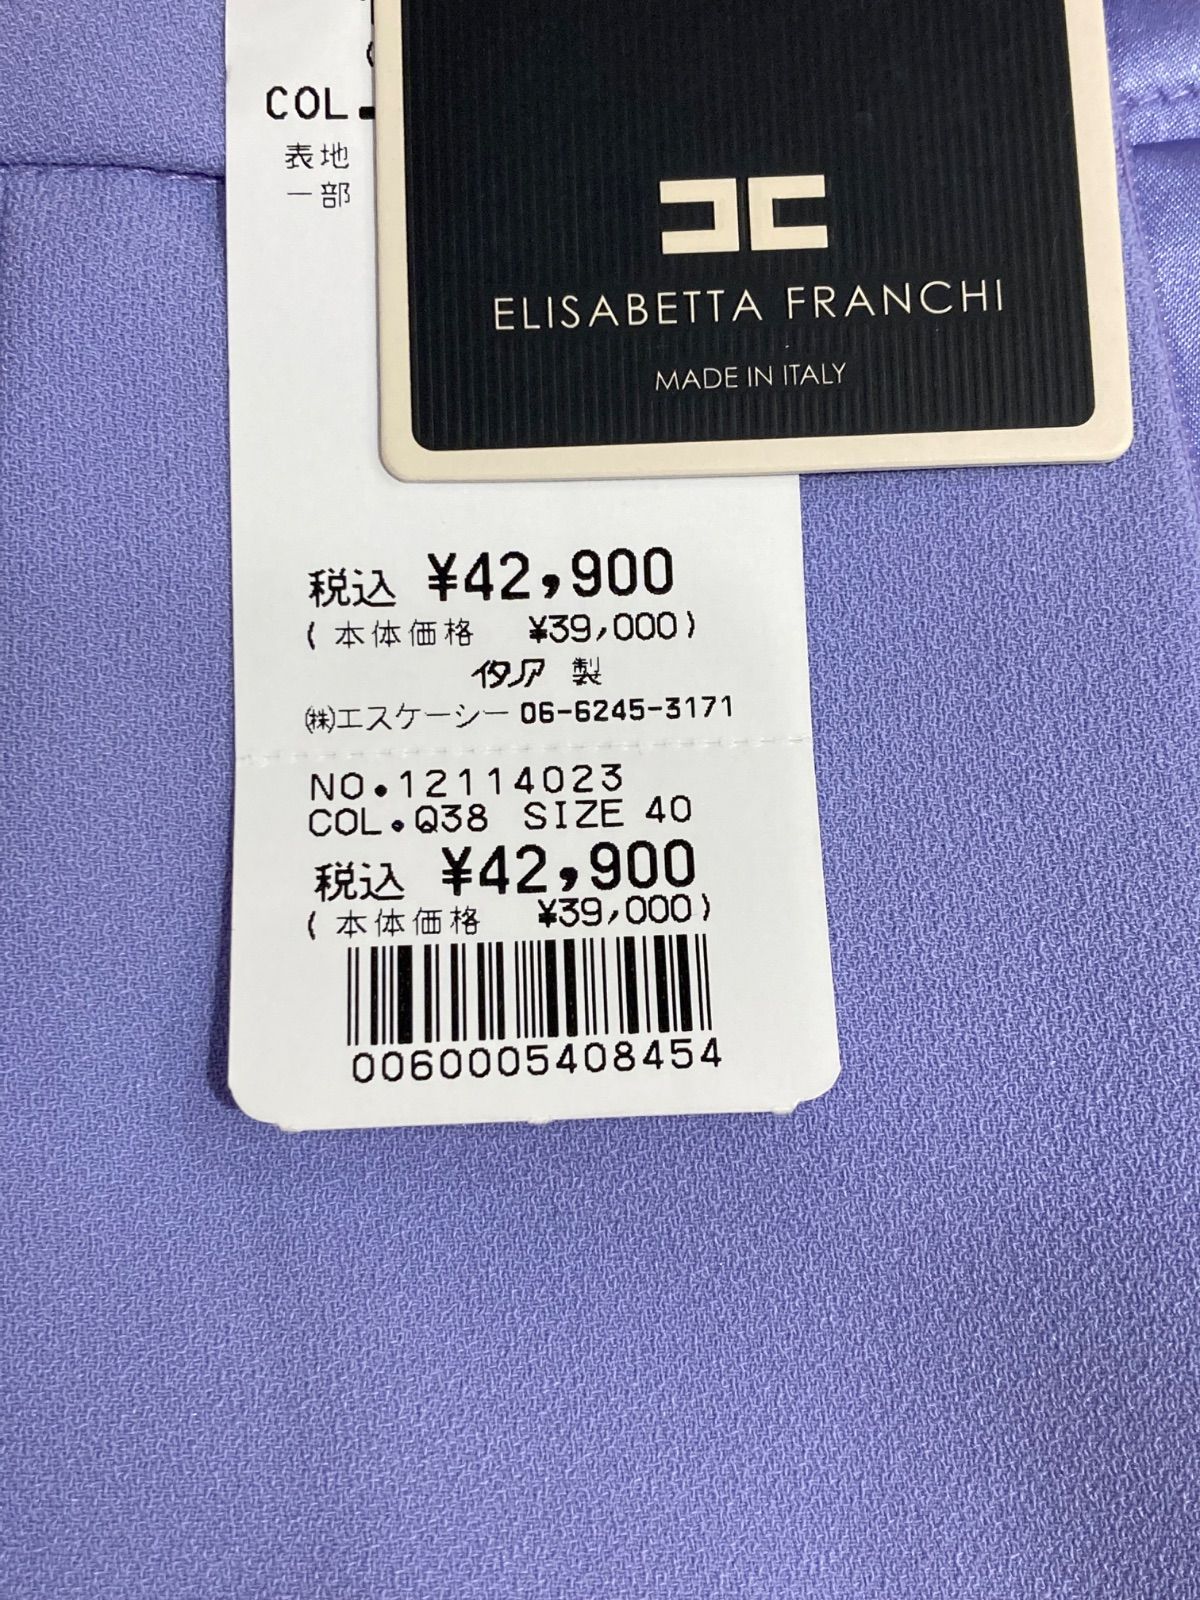 COL.
表地
一部
ELISABETTA FRANCHI
MADE IN ITALY
税込 ¥42,900
(本体価格 ¥39,000)
イタリア 製
㈱エスケーシー 06-6245-3171
NO.12114023
COL.Q38 SIZE 40
税込 ¥42,900
(本体価格 ¥39,000)
0060005408454